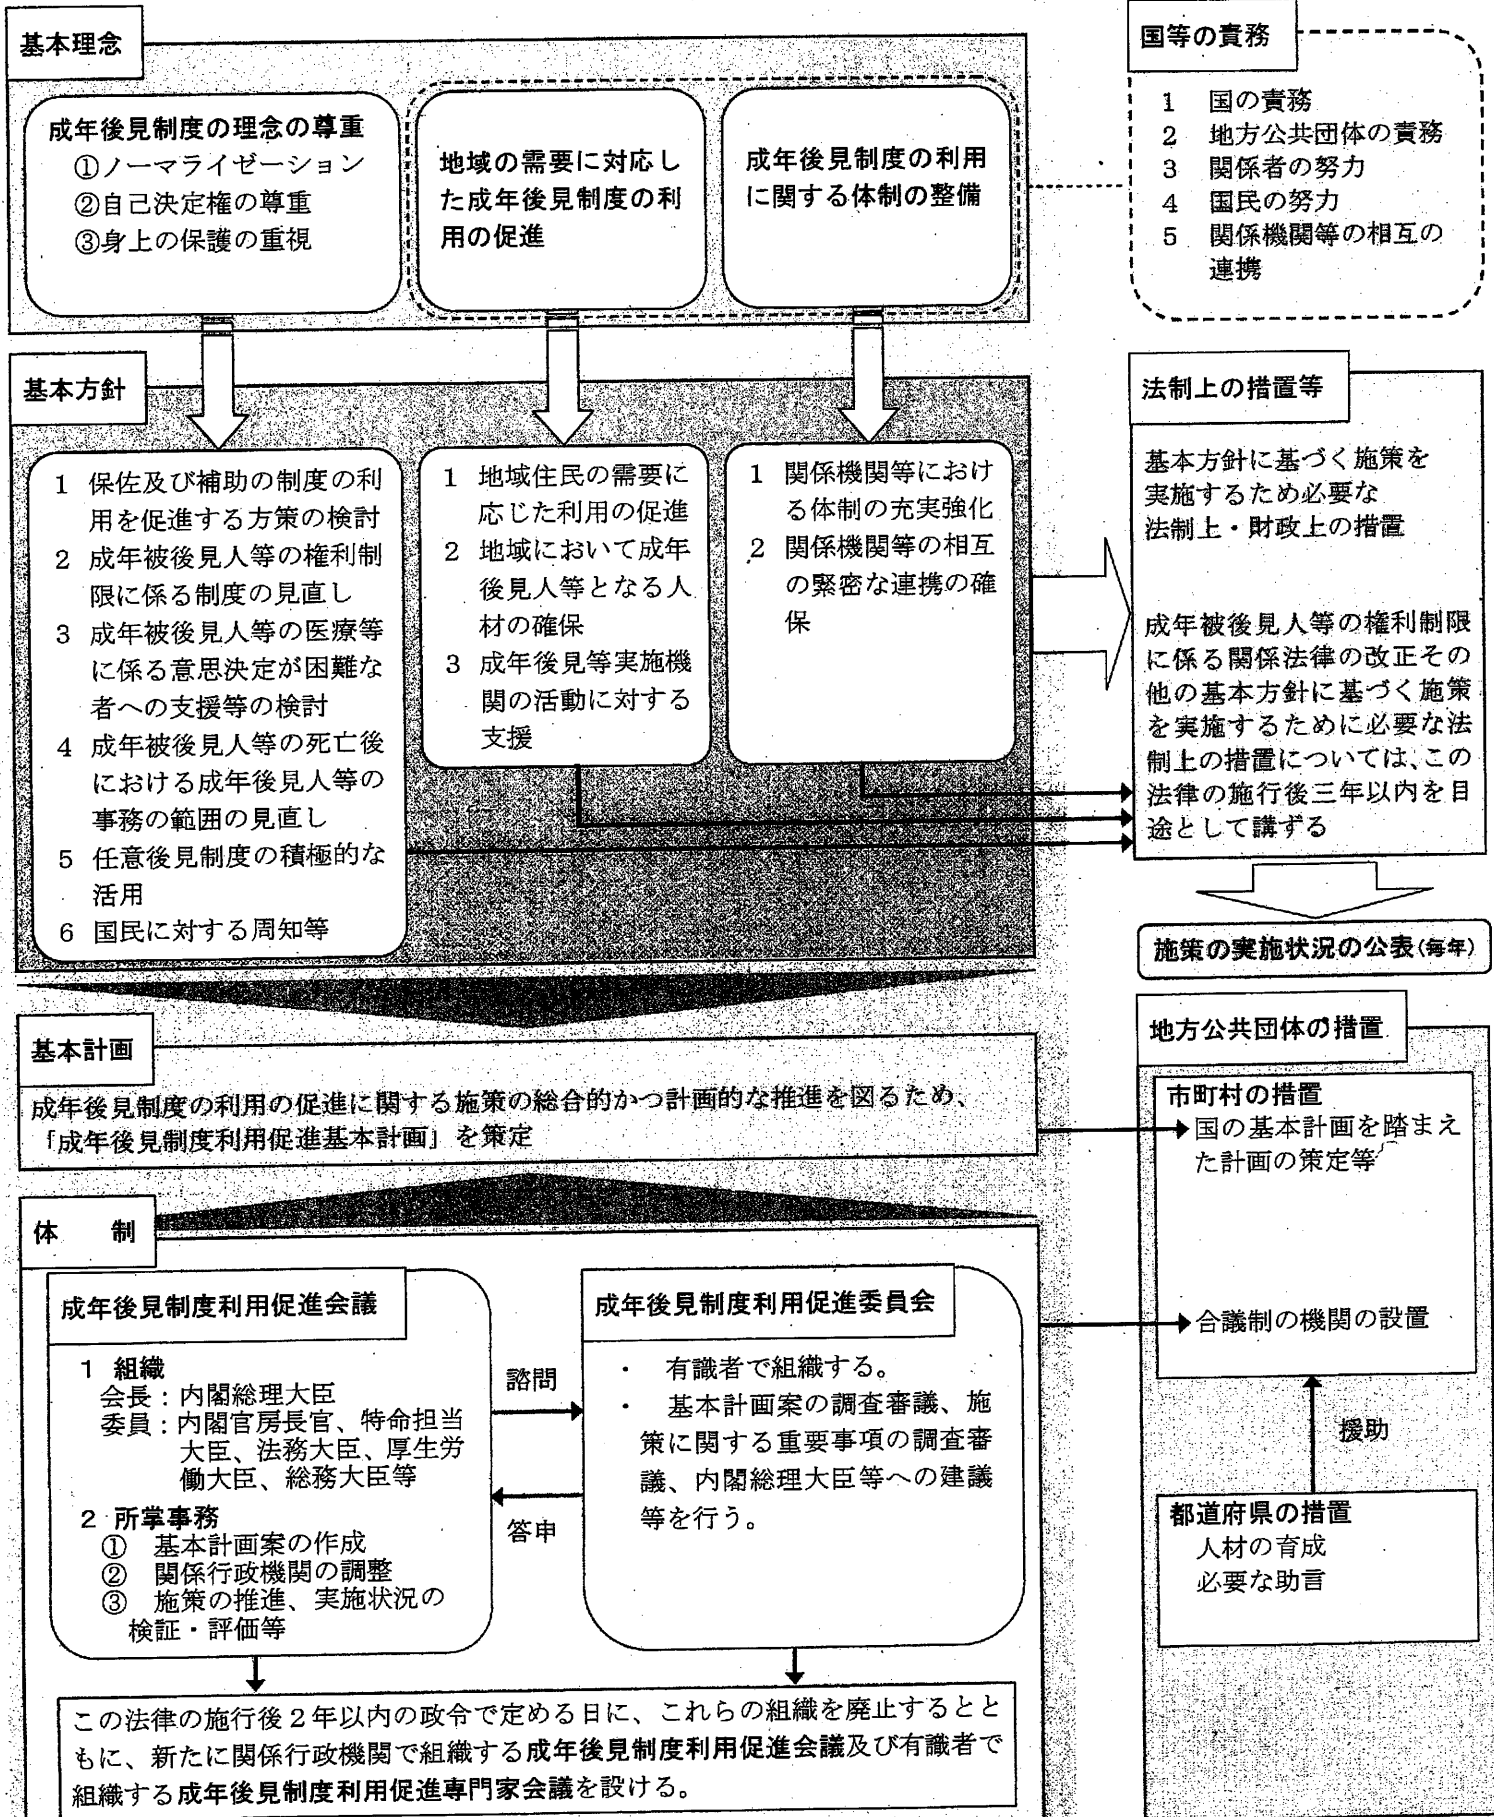 基本理念
成年後見制度の理念の尊重
①ノーマライゼーション
②自己決定権の尊重
③身上の保護の重視
地域の需要に対応し
た成年後見制度の利
用の促進
成年後見制度の利用
に関する体制の整備
国等の責務
1 国の責務
2 地方公共団体の責務
3 関係者の努力
4 国民の努力
5 関係機関等の相互の
連携
基本方針
1 保佐及び補助の制度の利
用を促進する方策の検討
2 成年被後見人等の権利制
限に係る制度の見直し
3 成年被後見人等の医療等
に係る意思決定が困難な
者への支援等の検討
4 成年被後見人等の死亡後
における成年後見人等の
事務の範囲の見直し
5 任意後見制度の積極的な
活用
6 国民に対する周知等
1 地域住民の需要に
応じた利用の促進
2 地域において成年
後見人等となる人
材の確保
3 成年後見等実施機
関の活動に対する
支援
1 関係機関等におけ
る体制の充実強化
2 関係機関等の相互
の緊密な連携の確
保
法制上の措置等
基本方針に基づく施策を
実施するため必要な
法制上・財政上の措置
成年被後見人等の権利制限
に係る関係法律の改正その
他の基本方針に基づく施策
を実施するために必要な法
制上の措置については、この
法律の施行後三年以内を目
途として講ずる
施策の実施状況の公表(毎年)
基本計画
成年後見制度の利用の促進に関する施策の総合的かつ計画的な推進を図るため、
「成年後見制度利用促進基本計画」を策定
地方公共団体の措置
市町村の措置
国の基本計画を踏まえ
た計画の策定等
合議制の機関の設置
援助
都道府県の措置
人材の育成
必要な助言
体 制
成年後見制度利用促進会議
1 組織
会長：内閣総理大臣
委員：内閣官房長官、特命担当
大臣、法務大臣、厚生労
働大臣、総務大臣等
2 所掌事務
① 基本計画案の作成
② 関係行政機関の調整
③ 施策の推進、実施状況の
検証・評価等
諮問
答申
成年後見制度利用促進委員会
・ 有識者で組織する。
・ 基本計画案の調査審議、施
策に関する重要事項の調査審
議、内閣総理大臣等への建議
等を行う。
この法律の施行後2年以内の政令で定める日に、これらの組織を廃止するとと
もに、新たに関係行政機関で組織する成年後見制度利用促進会議及び有識者で
組織する成年後見制度利用促進専門家会議を設ける。